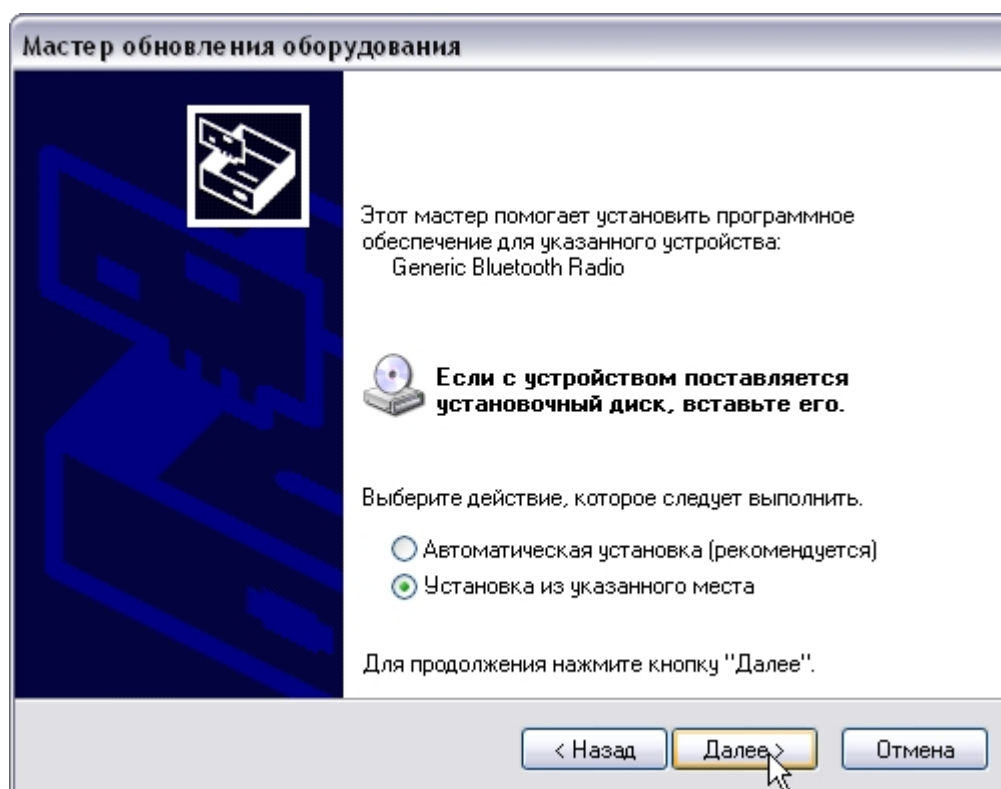 Мастер обновления оборудования
Этот мастер помогает установить программное
обеспечение для указанного устройства:
Generic Bluetooth Radio
Если с устройством поставляется
установочный диск, вставьте его.
Выберите действие, которое следует выполнить.
Автоматическая установка (рекомендуется)
Установка из указанного места
Для продолжения нажмите кнопку "Далее".
< Назад Далее > Отмена